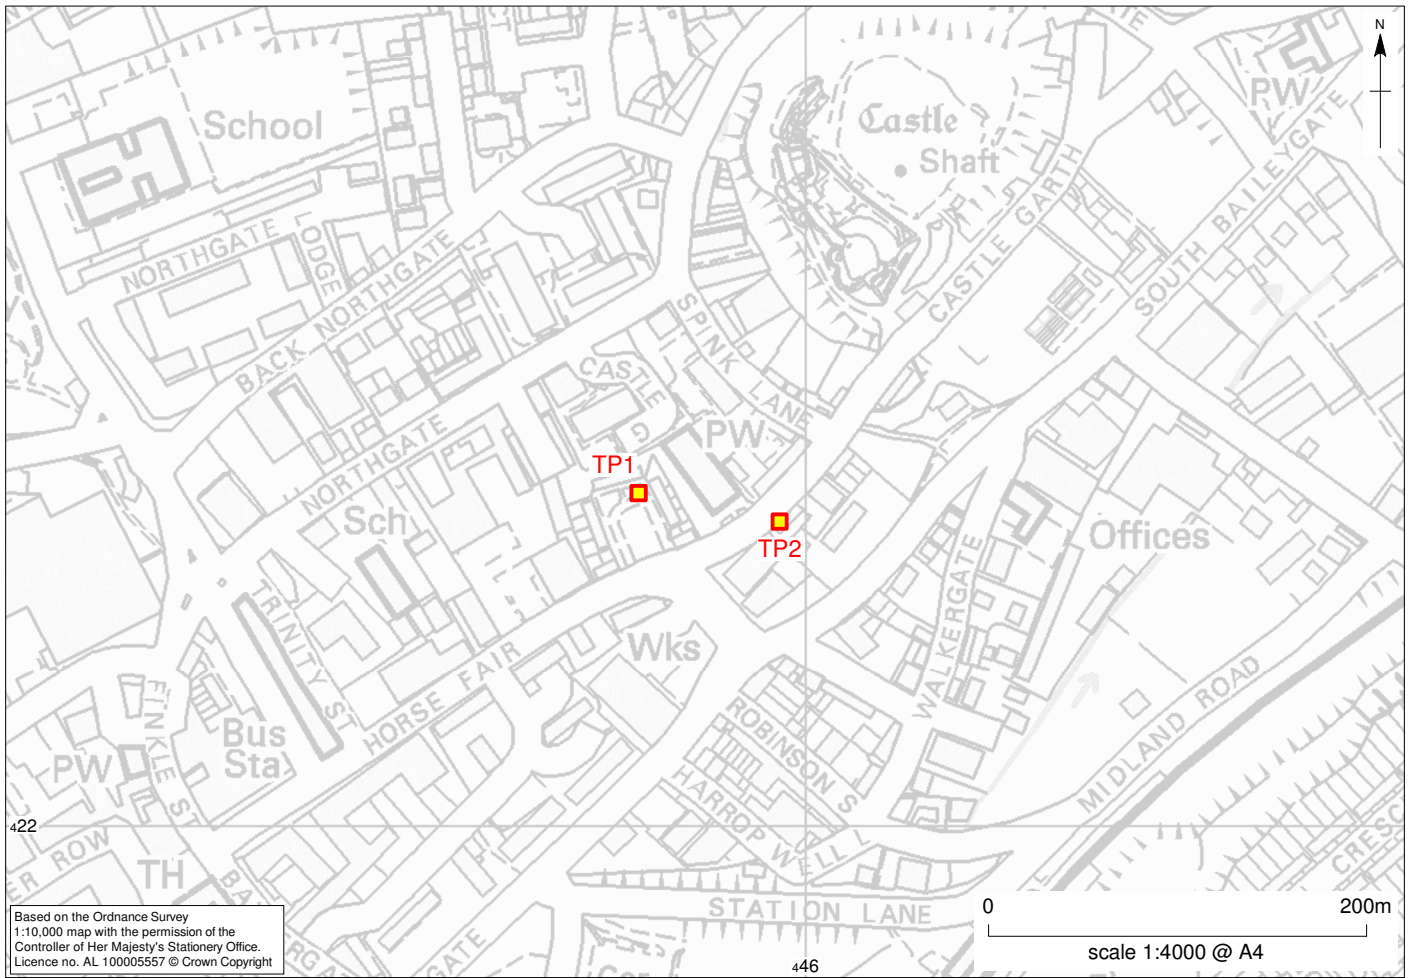 N
School
Castle
Shaft
PW
CASTLE GARTH
SOUTH BAILEYGATE
NORTHGATE
LODGE
BACK NORTHGATE
SPINK LANE
CASTLE
G
PW
NORTHGATE
TP1
Sch
TP2
Offices
TRINITY ST
WALKERGATE
HORSE FAIR
Wks
MIDLAND ROAD
FINKLE ST
Bus
Sta
PW
ROBINSON S
HARROP WELL
422
ER ROW
TH
CRESC
STATION LANE
0 200m
scale 1:4000 @ A4
446
Based on the Ordnance Survey
1:10,000 map with the permission of the
Controller of Her Majesty's Stationery Office.
Licence no. AL 100005557 © Crown Copyright